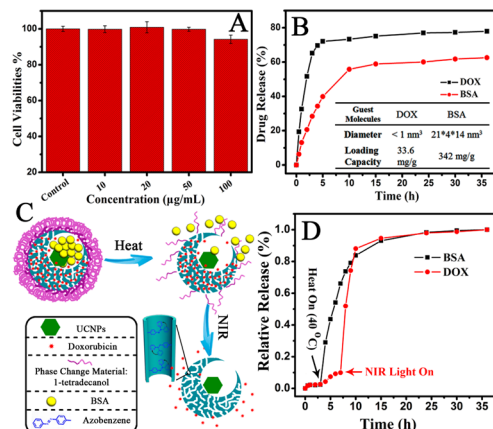 A
Cell Viabilities %
100
80
60
40
20
0
Control
10
20
50
100
Concentration (µg/mL)
B
Drug Release (%)
100
80
60
40
20
0
DOX
BSA
Guest Molecules DOX BSA
Diameter < 1 nm³ 21*4*14 nm³
Loading Capacity 33.6 mg/g 342 mg/g
0 5 10 15 20 25 30 35
Time (h)
C
Heat
NIR
UCNPs
Doxorubicin
Phase Change Material:
1-tetradecanol
BSA
Azobenzene
D
Relative Release (%)
1.0
0.8
0.6
0.4
0.2
0.0
BSA
DOX
Heat On (40 °C)
NIR Light On
0 5 10 15 20 25 30 35
Time (h)